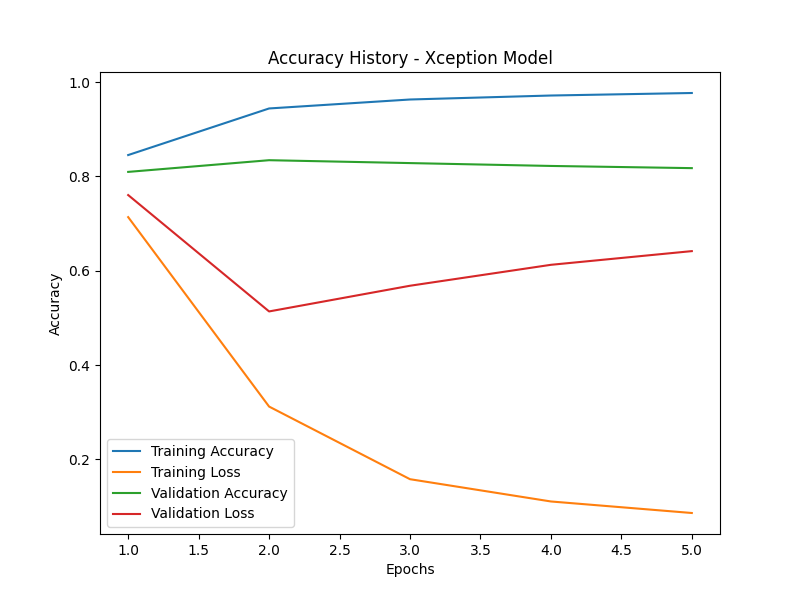 Accuracy History - Xception Model
1.0
0.8
0.6
0.4
0.2
Accuracy
Training Accuracy
Training Loss
Validation Accuracy
Validation Loss
1.0 1.5 2.0 2.5 3.0 3.5 4.0 4.5 5.0
Epochs